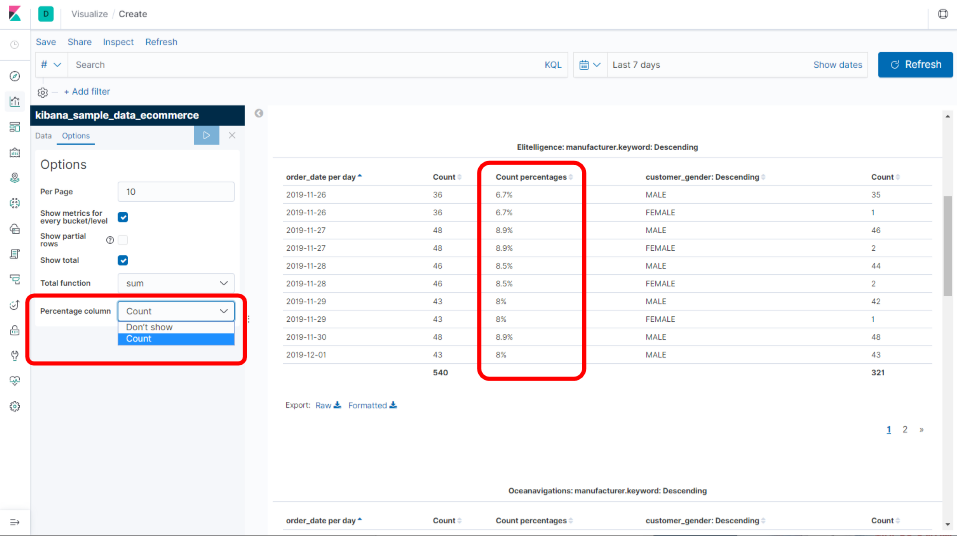 D Visualize / Create
Save Share Inspect Refresh
# Search KQL Last 7 days Show dates Refresh
+ Add filter
kibana_sample_data_ecommerce
Data Options
Options
Per Page 10
Show metrics for
every bucket/level
Show partial
rows
Show total
Total function sum
Percentage column Count
Don't show
Count
Elitelligence: manufacturer.keyword: Descending
order_date per day Count Count percentages customer_gender: Descending Count
2019-11-26 36 6.7% MALE 35
2019-11-26 36 6.7% FEMALE 1
2019-11-27 48 8.9% MALE 46
2019-11-27 48 8.9% FEMALE 2
2019-11-28 46 8.5% MALE 44
2019-11-28 46 8.5% FEMALE 2
2019-11-29 43 8% MALE 42
2019-11-29 43 8% FEMALE 1
2019-11-30 48 8.9% MALE 48
2019-12-01 43 8% MALE 43
540 321
Export: Raw Formatted
1 2 »
Oceanavigations: manufacturer.keyword: Descending
order_date per day Count Count percentages customer_gender: Descending Count